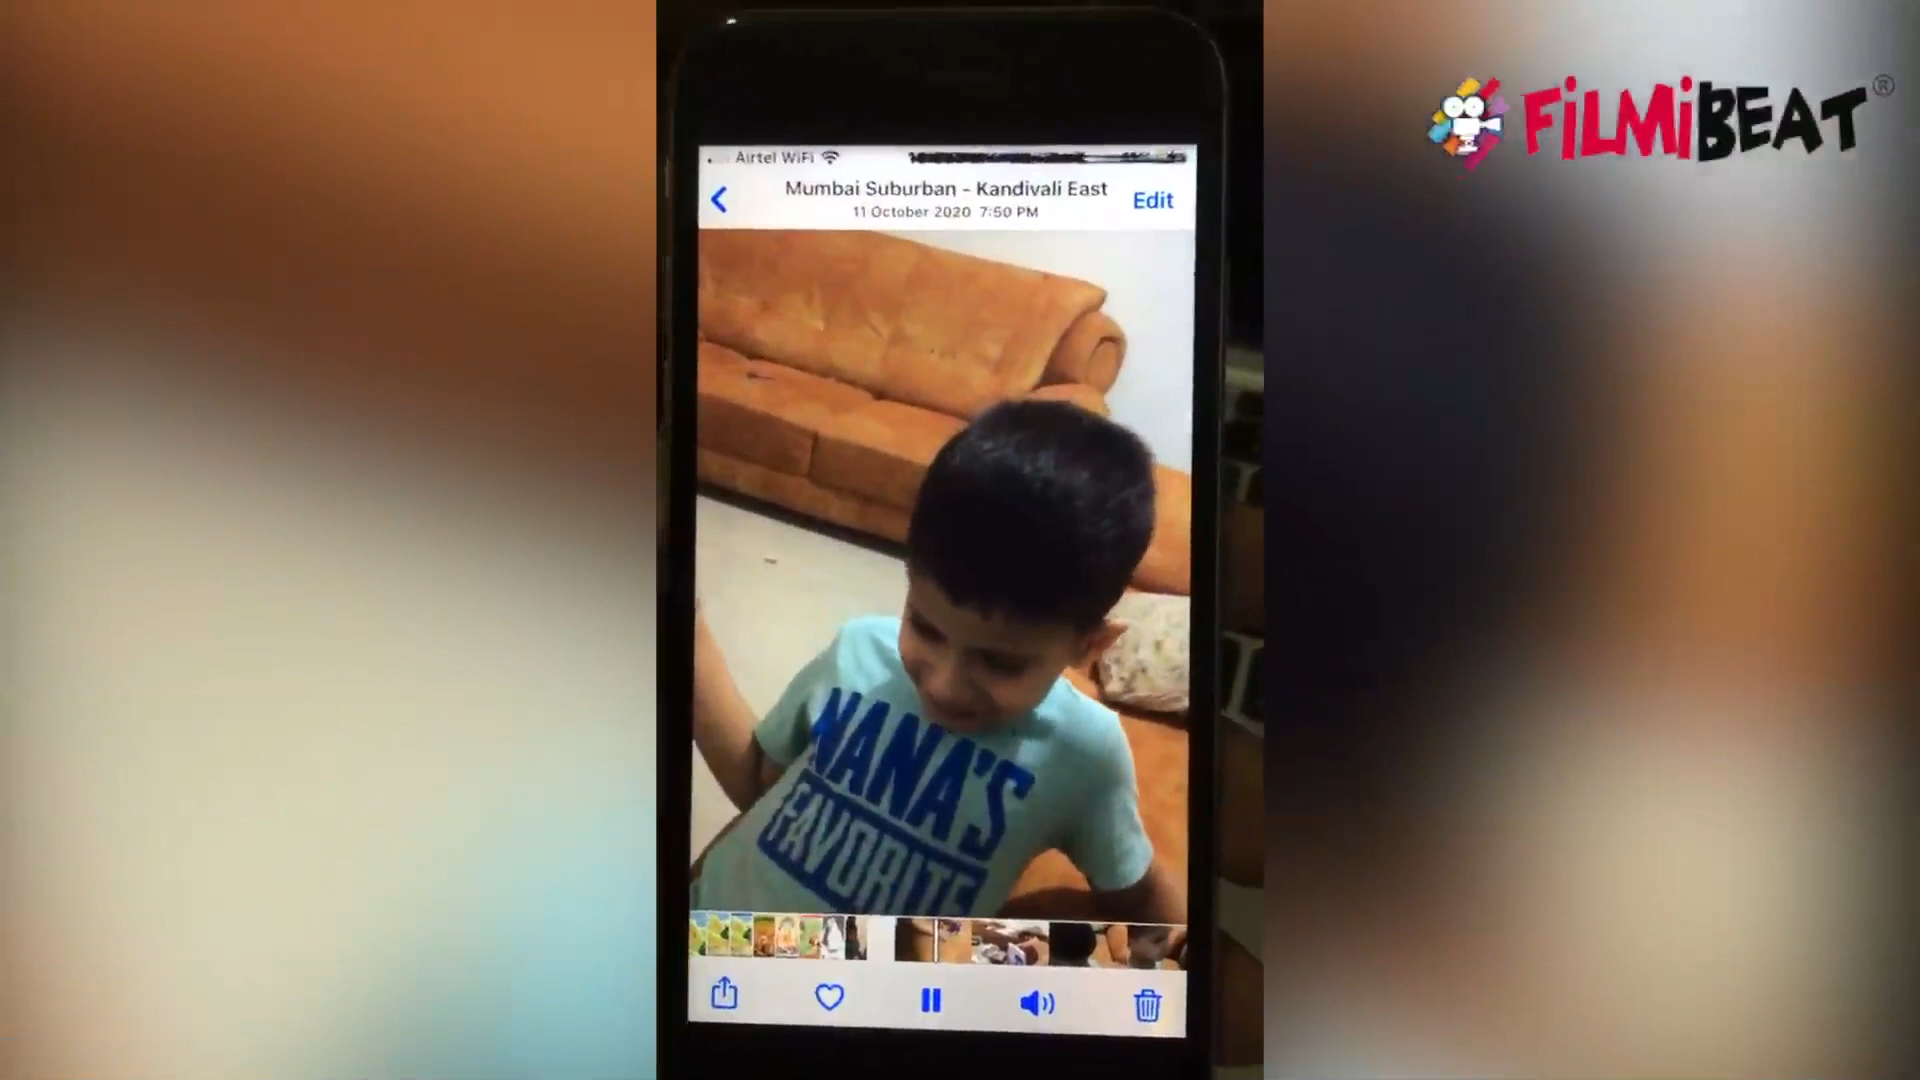 FiLMiBEAT®
Airtel WiFi
Mumbai Suburban - Kandivali East
11 October 2020 7:50 PM
Edit
NANA'S
FAVORITE